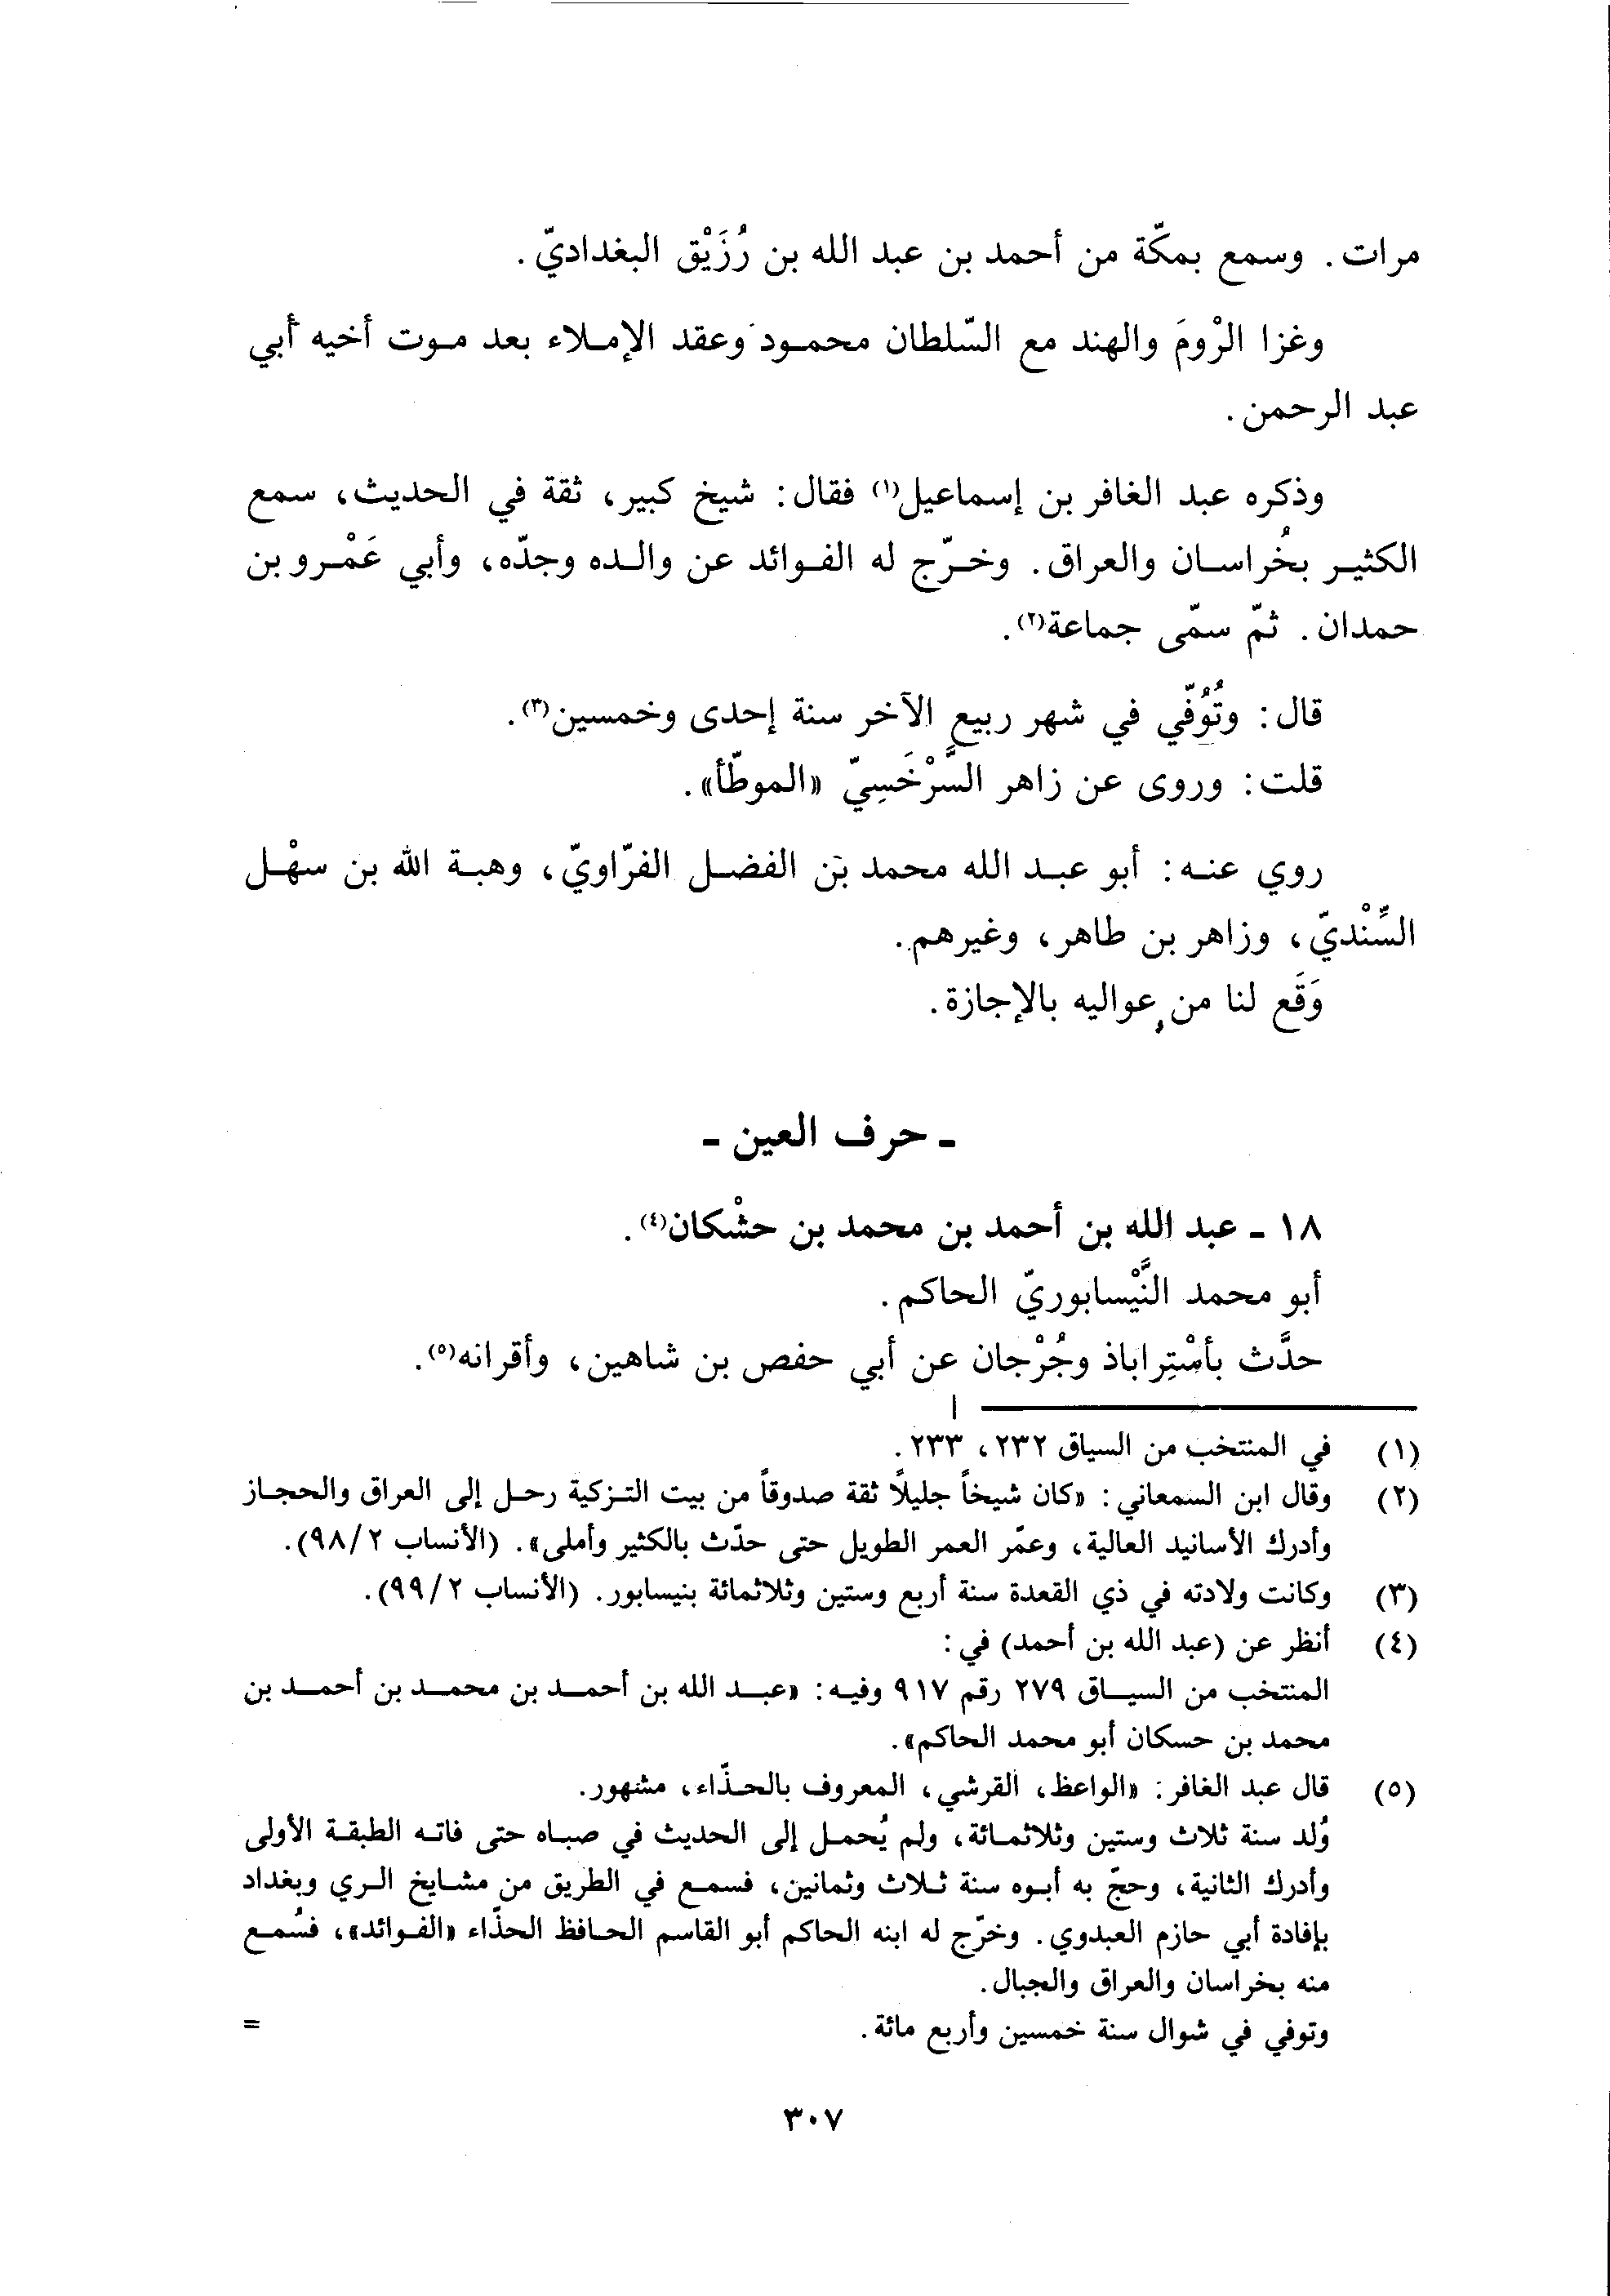 مرات. وسمع بمكّة من أحمد بن عبد الله بن رُزَيْق البغداديّ.
وغزا الرْومَ والهند مع السّلطان محمود وعقد الإملاء بعد موت أخيه أبي
عبد الرحمن.
وذكره عبد الغافر بن إسماعيل(١) فقال: شيخ كبير، ثقة في الحديث، سمع
الكثير بخُراسان والعراق. وخرّج له الفوائد عن والده وجدّه، وأبي عَمْرو بن
حمدان. ثمّ سمّى جماعة(٢).
قال: وتُوُفّي في شهر ربيع الآخر سنة إحدى وخمسين(٣).
قلت: وروى عن زاهر السَّرْخَسِيّ «الموطّأ».
روي عنه: أبو عبد الله محمد بن الفضل الفرّاويّ، وهبة الله بن سهْل
السِّنْديّ، وزاهر بن طاهر، وغيرهم.
وَقَع لنا من عواليه بالإجازة.
ـ حرف العين ـ
١٨ ـ عبد الله بن أحمد بن محمد بن حشْكان(٤).
أبو محمد النَّيْسابوريّ الحاكم.
حدَّث بأسْتِراباذ وجُرْجان عن أبي حفص بن شاهين، وأقرانه(٥).
(١) في المنتخب من السياق ٢٣٢، ٢٣٣.
(٢) وقال ابن السمعاني: «كان شيخاً جليلاً ثقة صدوقاً من بيت التزكية رحل إلى العراق والحجاز
وأدرك الأسانيد العالية، وعمّر العمر الطويل حتى حدّث بالكثير وأملى». (الأنساب ٢/ ٩٨).
(٣) وكانت ولادته في ذي القعدة سنة أربع وستين وثلاثمائة بنيسابور. (الأنساب ٢/ ٩٩).
(٤) أنظر عن (عبد الله بن أحمد) في:
المنتخب من السياق ٢٧٩ رقم ٩١٧ وفيه: «عبد الله بن أحمد بن محمد بن أحمد بن
محمد بن حسكان أبو محمد الحاكم».
(٥) قال عبد الغافر: «الواعظ، القرشي، المعروف بالحذّاء، مشهور.
وُلد سنة ثلاث وستين وثلاثمائة، ولم يُحمل إلى الحديث في صباه حتى فاته الطبقة الأولى
وأدرك الثانية، وحجّ به أبوه سنة ثلاث وثمانين، فسمع في الطريق من مشايخ الري وبغداد
بإفادة أبي حازم العبدوي. وخرّج له ابنه الحاكم أبو القاسم الحافظ الحذّاء «الفوائد»، فسُمع
منه بخراسان والعراق والجبال.
وتوفي في شوال سنة خمسين وأربع مائة. =
٣٠٧